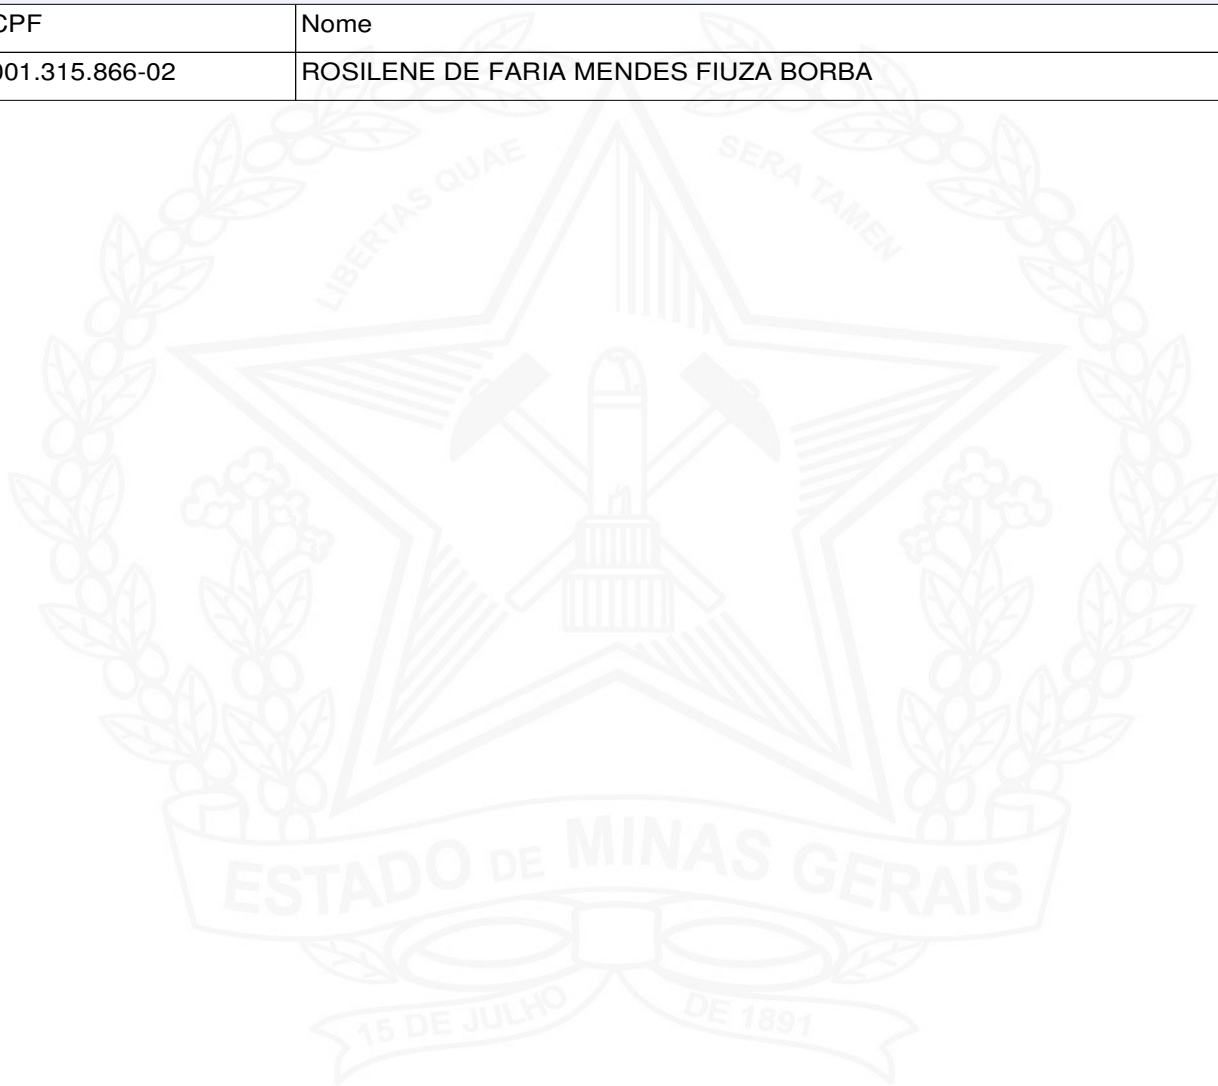 CPF Nome
001.315.866-02 ROSILENE DE FARIA MENDES FIUZA BORBA
LIBERTAS QUAE SERA TAMEN
ESTADO DE MINAS GERAIS
15 DE JULHO DE 1891